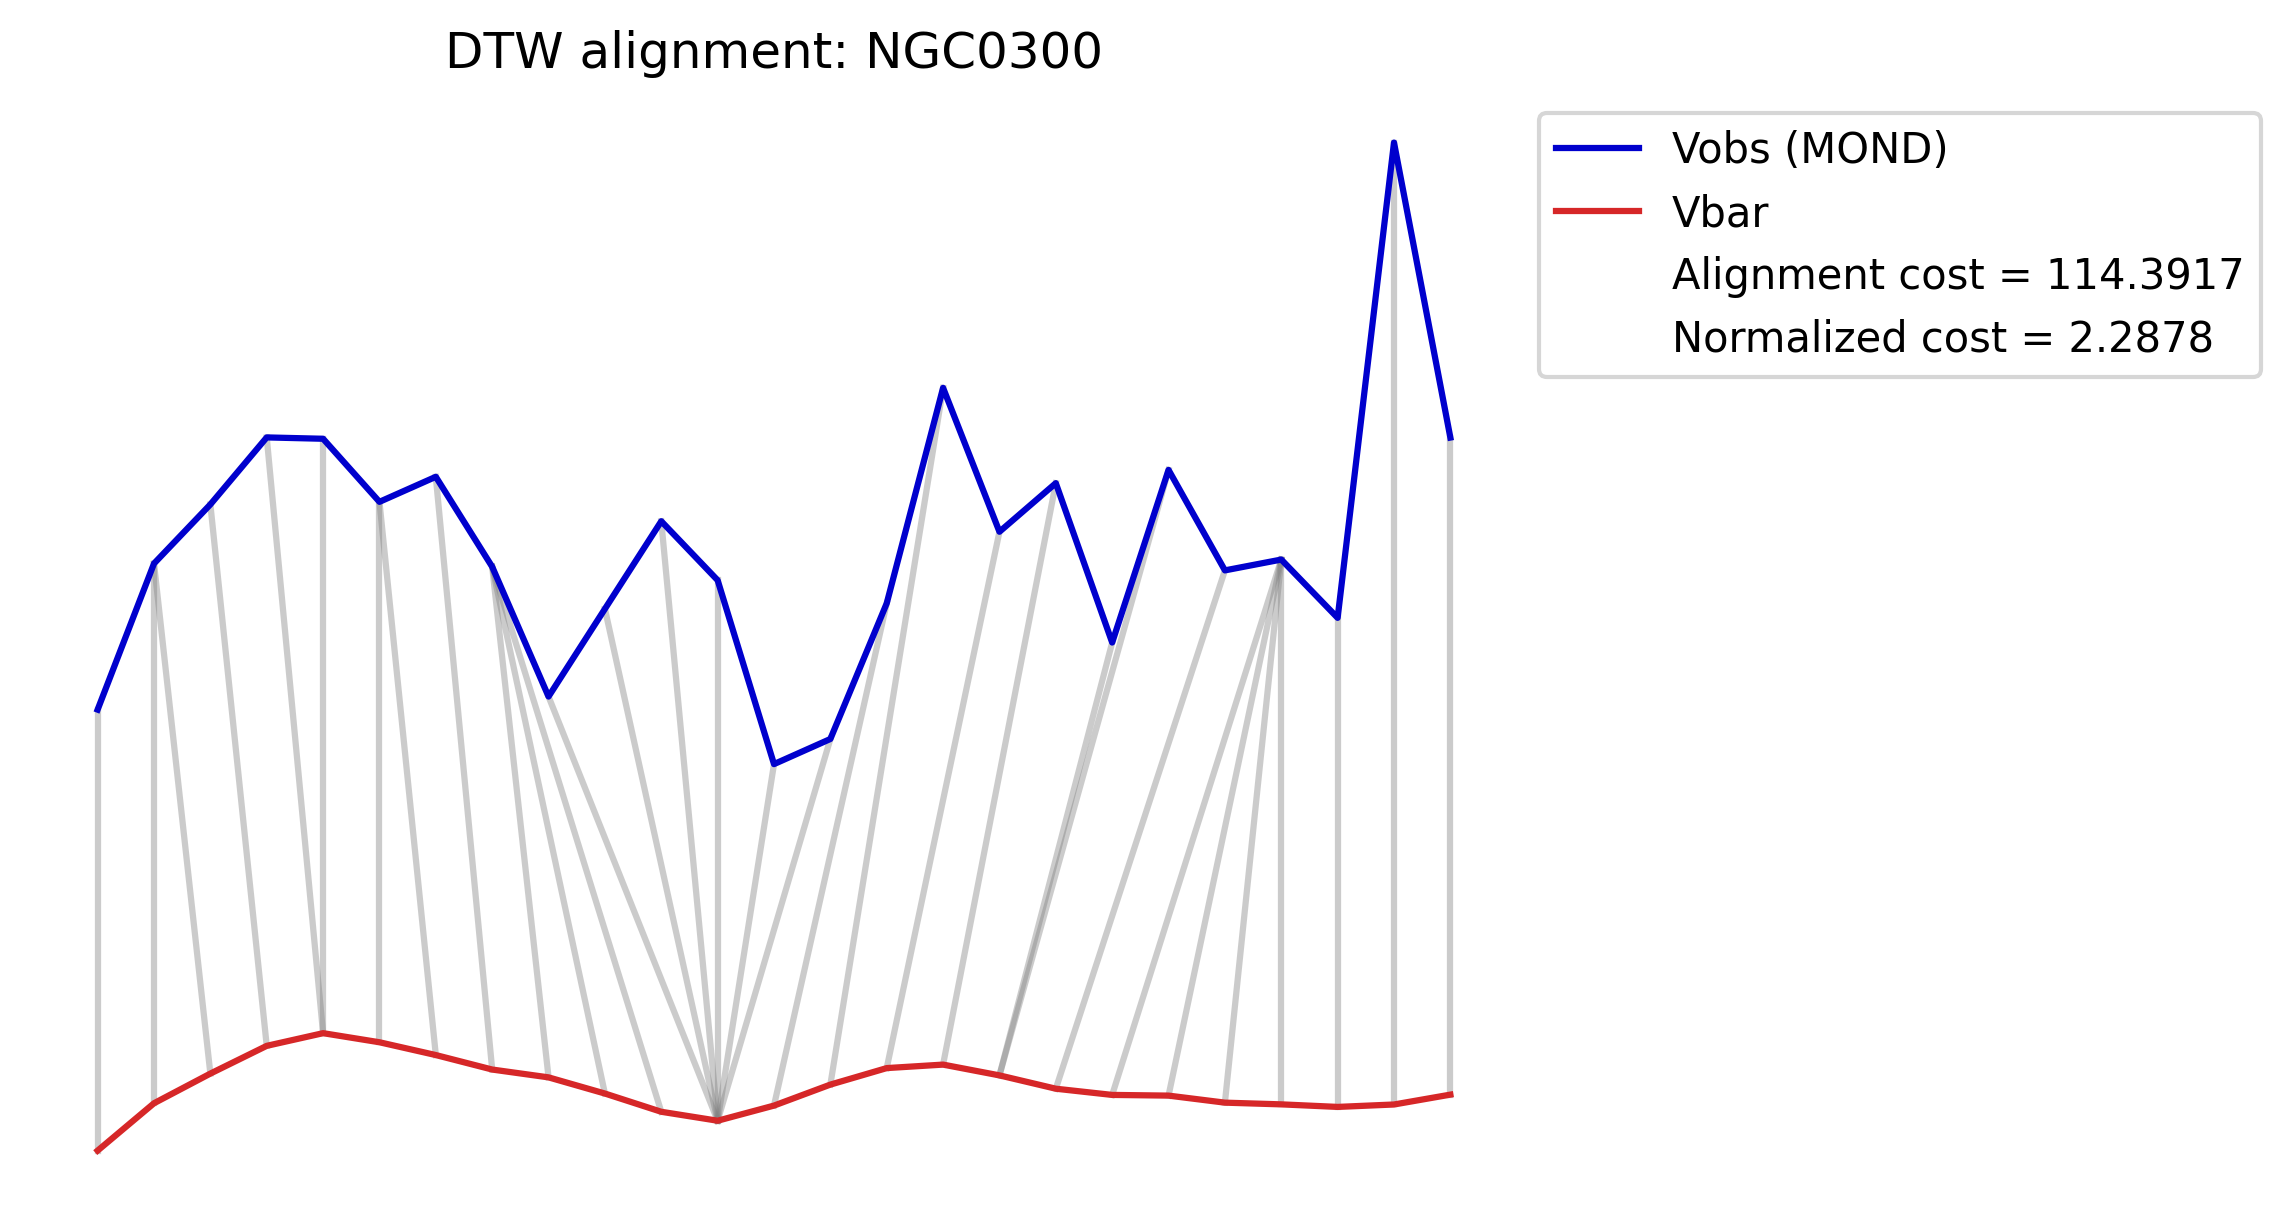 DTW alignment: NGC0300
Vobs (MOND)
Vbar
Alignment cost = 114.3917
Normalized cost = 2.2878